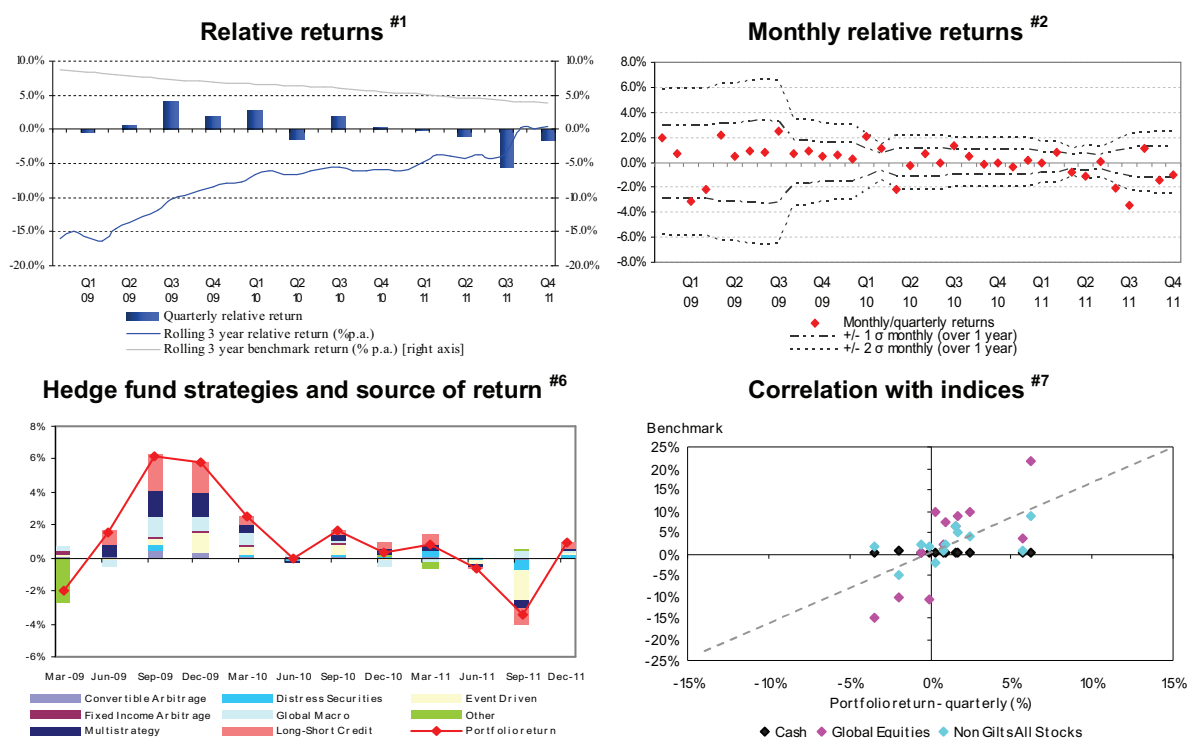 Relative returns #1
10.0%
5.0%
0.0%
-5.0%
-10.0%
-15.0%
-20.0%
10.0%
5.0%
0.0%
-5.0%
-10.0%
-15.0%
-20.0%
Q1 Q2 Q3 Q4 Q1 Q2 Q3 Q4 Q1 Q2 Q3 Q4
09 09 09 09 10 10 10 10 11 11 11 11
Quarterly relative return
Rolling 3 year relative return (%p.a.)
Rolling 3 year benchmark return (% p.a.) [right axis]
Monthly relative returns #2
8.0%
6.0%
4.0%
2.0%
0.0%
-2.0%
-4.0%
-6.0%
-8.0%
Q1 Q2 Q3 Q4 Q1 Q2 Q3 Q4 Q1 Q2 Q3 Q4
09 09 09 09 10 10 10 10 11 11 11 11
Monthly/quarterly returns
+/- 1 σ monthly (over 1 year)
+/- 2 σ monthly (over 1 year)
Hedge fund strategies and source of return #6
8%
6%
4%
2%
0%
-2%
-4%
-6%
Mar-09 Jun-09 Sep-09 Dec-09 Mar-10 Jun-10 Sep-10 Dec-10 Mar-11 Jun-11 Sep-11 Dec-11
Convertible Arbitrage Distress Securities Event Driven
Fixed Income Arbitrage Global Macro Other
Multistrategy Long-Short Credit Portfolio return
Correlation with indices #7
Benchmark
25%
20%
15%
10%
5%
0%
-5%
-10%
-15%
-20%
-25%
-15% -10% -5% 0% 5% 10% 15%
Portfolio return - quarterly (%)
Cash Global Equities Non Gilts All Stocks